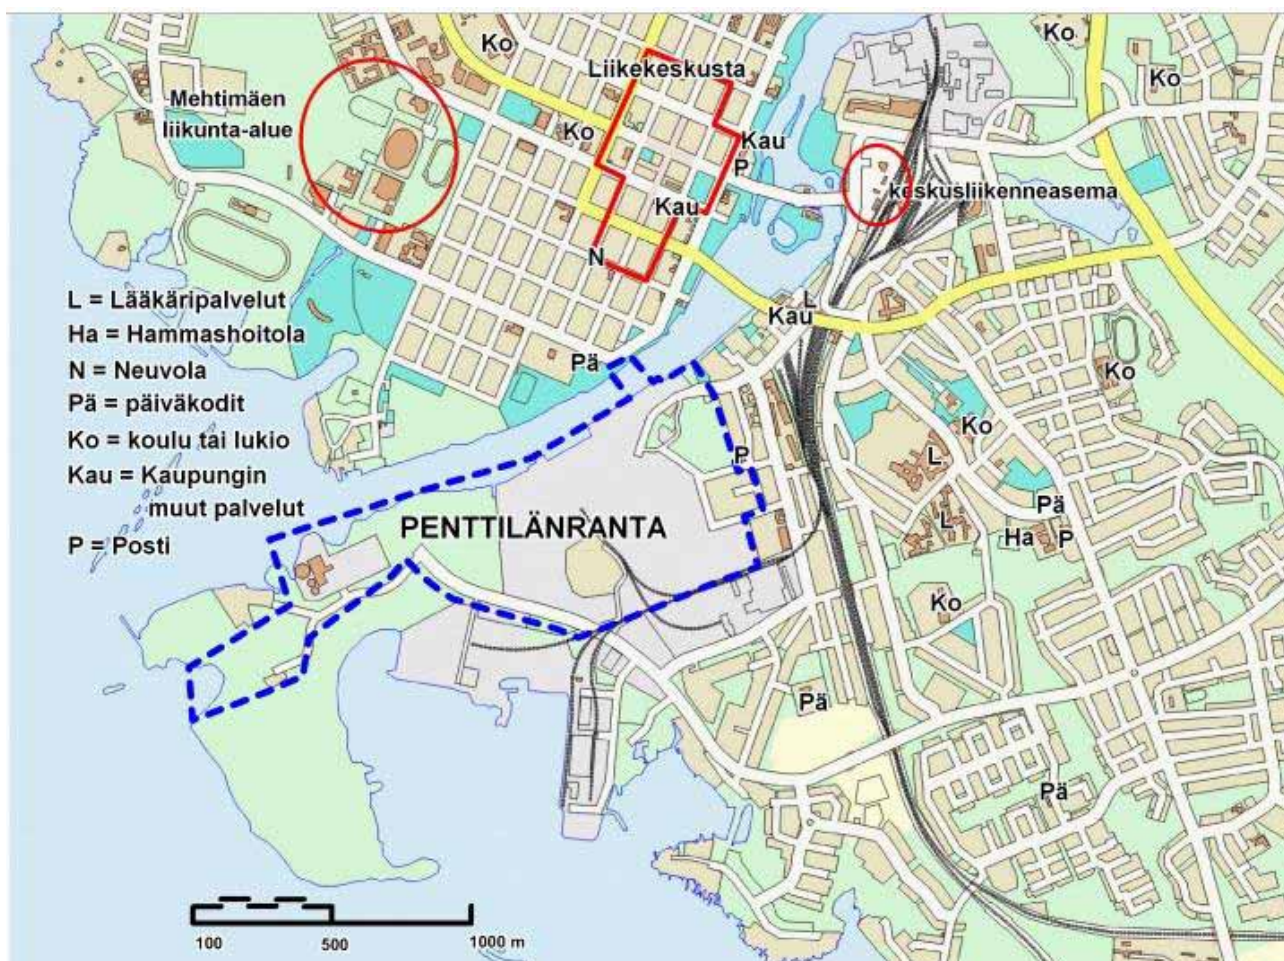 Ko
Ko
Liikekeskusta
Ko
Mehtimäen
liikunta-alue
Ko
Kau
P
keskusliikenneasema
Kau
N
L = Lääkäripalvelut
L
Kau
Ha = Hammashoitola
N = Neuvola
Pä
Ko
Pä = päiväkodit
Ko = koulu tai lukio
Ko
P
L
Kau = Kaupungin
muut palvelut
Pä
PENTTILÄNRANTA
L
Ha
P
P = Posti
Ko
Pä
Pä
100
500
1000 m